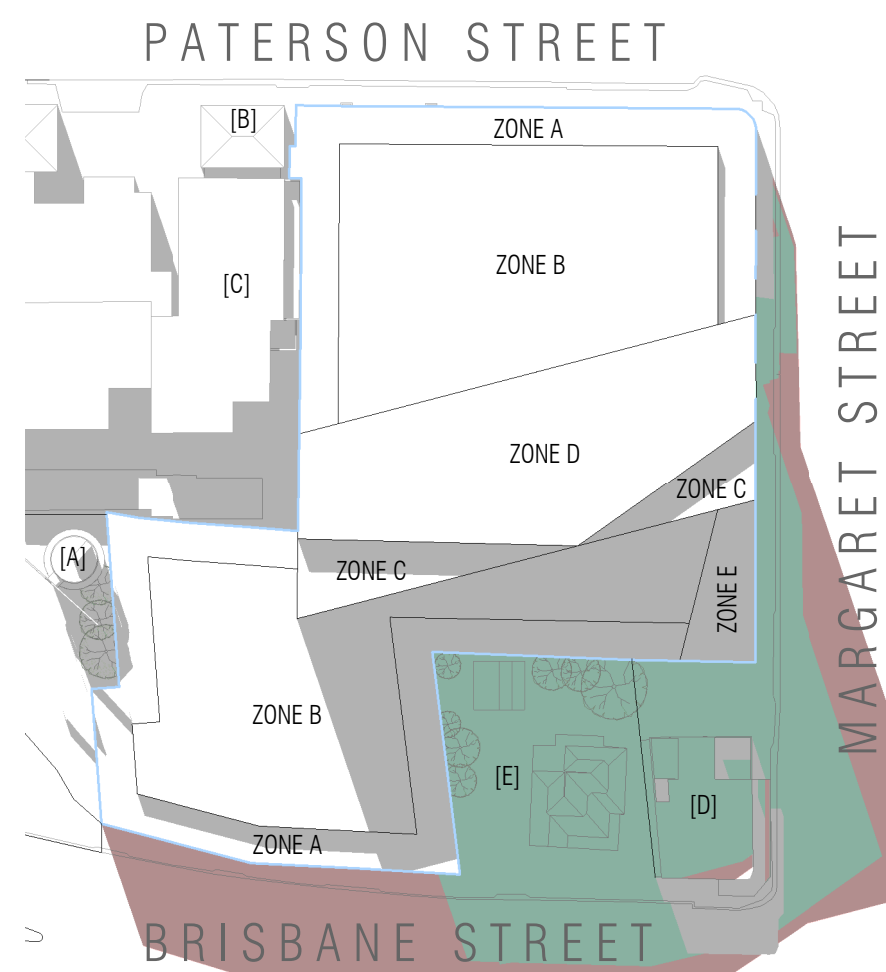 PATERSON STREET
[B]
ZONE A
ZONE B
[C]
MARGARET STREET
ZONE D
ZONE C
[A]
ZONE C
ZONE E
ZONE B
[E]
[D]
ZONE A
BRISBANE STREET